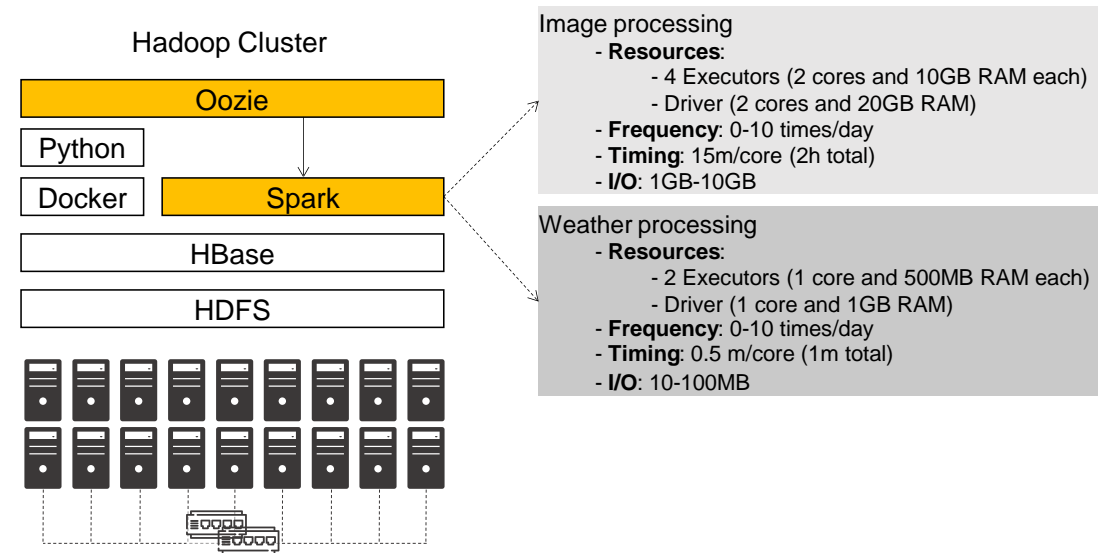 Hadoop Cluster
Oozie
Python
Docker
Spark
HBase
HDFS
Image processing
- Resources:
- 4 Executors (2 cores and 10GB RAM each)
- Driver (2 cores and 20GB RAM)
- Frequency: 0-10 times/day
- Timing: 15m/core (2h total)
- I/O: 1GB-10GB
Weather processing
- Resources:
- 2 Executors (1 core and 500MB RAM each)
- Driver (1 core and 1GB RAM)
- Frequency: 0-10 times/day
- Timing: 0.5 m/core (1m total)
- I/O: 10-100MB